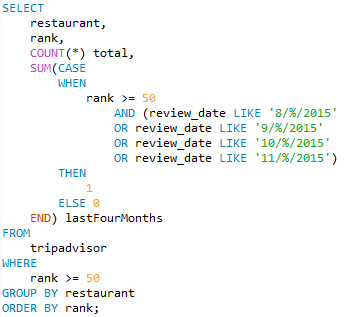 SELECT
    restaurant,
    rank,
    COUNT(*) total,
    SUM(CASE
        WHEN
            rank >= 50
                AND (review_date LIKE '8/%/2015'
                OR review_date LIKE '9/%/2015'
                OR review_date LIKE '10/%/2015'
                OR review_date LIKE '11/%/2015')
        THEN
            1
        ELSE 0
    END) lastFourMonths
FROM
    tripadvisor
WHERE
    rank >= 50
GROUP BY restaurant
ORDER BY rank;